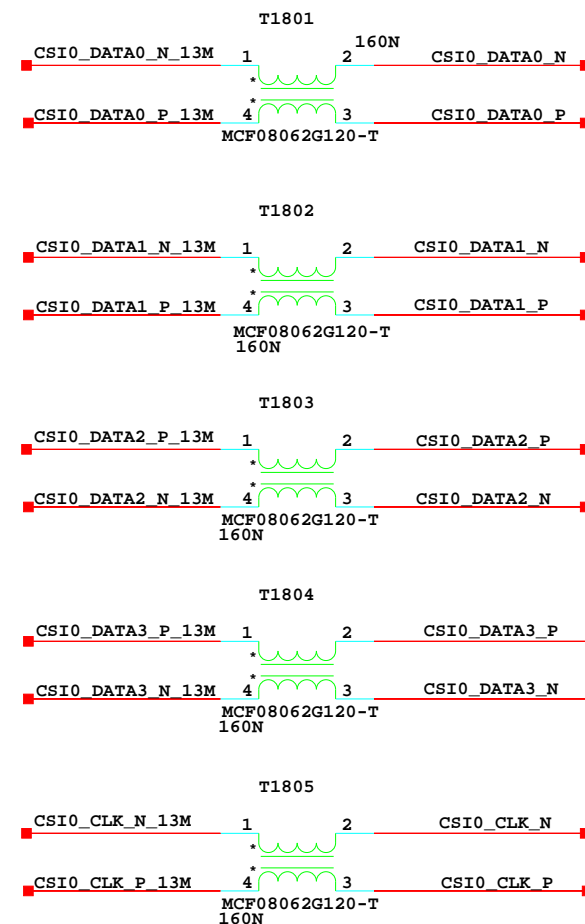 T1801
160N
CSI0_DATA0_N_13M 1 2 CSI0_DATA0_N
*
*
CSI0_DATA0_P_13M 4 3 CSI0_DATA0_P
MCF08062G120-T
T1802
CSI0_DATA1_N_13M 1 2 CSI0_DATA1_N
*
*
CSI0_DATA1_P_13M 4 3 CSI0_DATA1_P
MCF08062G120-T
160N
T1803
CSI0_DATA2_P_13M 1 2 CSI0_DATA2_P
*
*
CSI0_DATA2_N_13M 4 3 CSI0_DATA2_N
MCF08062G120-T
160N
T1804
CSI0_DATA3_P_13M 1 2 CSI0_DATA3_P
*
*
CSI0_DATA3_N_13M 4 3 CSI0_DATA3_N
MCF08062G120-T
160N
T1805
CSI0_CLK_N_13M 1 2 CSI0_CLK_N
*
*
CSI0_CLK_P_13M 4 3 CSI0_CLK_P
MCF08062G120-T
160N